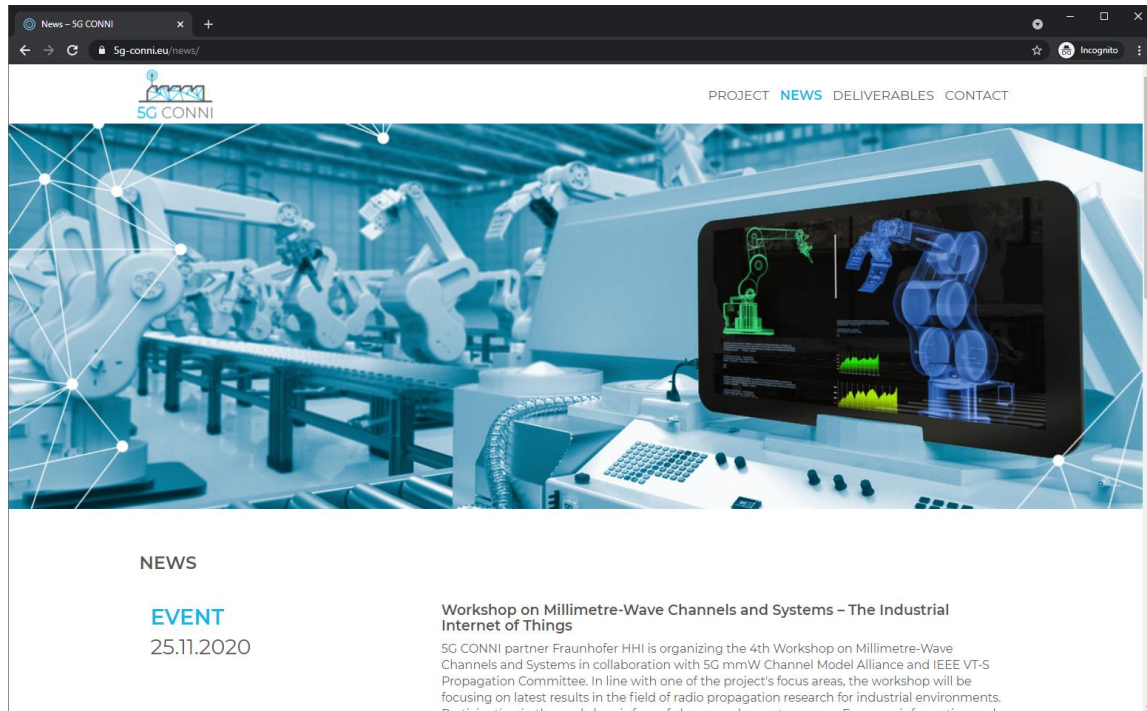 News – 5G CONNI
5g-conni.eu/news/
Incognito
5G CONNI
PROJECT NEWS DELIVERABLES CONTACT
NEWS
EVENT
25.11.2020
Workshop on Millimetre-Wave Channels and Systems – The Industrial
Internet of Things
5G CONNI partner Fraunhofer HHI is organizing the 4th Workshop on Millimetre-Wave
Channels and Systems in collaboration with 5G mmW Channel Model Alliance and IEEE VT-S
Propagation Committee. In line with one of the project's focus areas, the workshop will be
focusing on latest results in the field of radio propagation research for industrial environments.